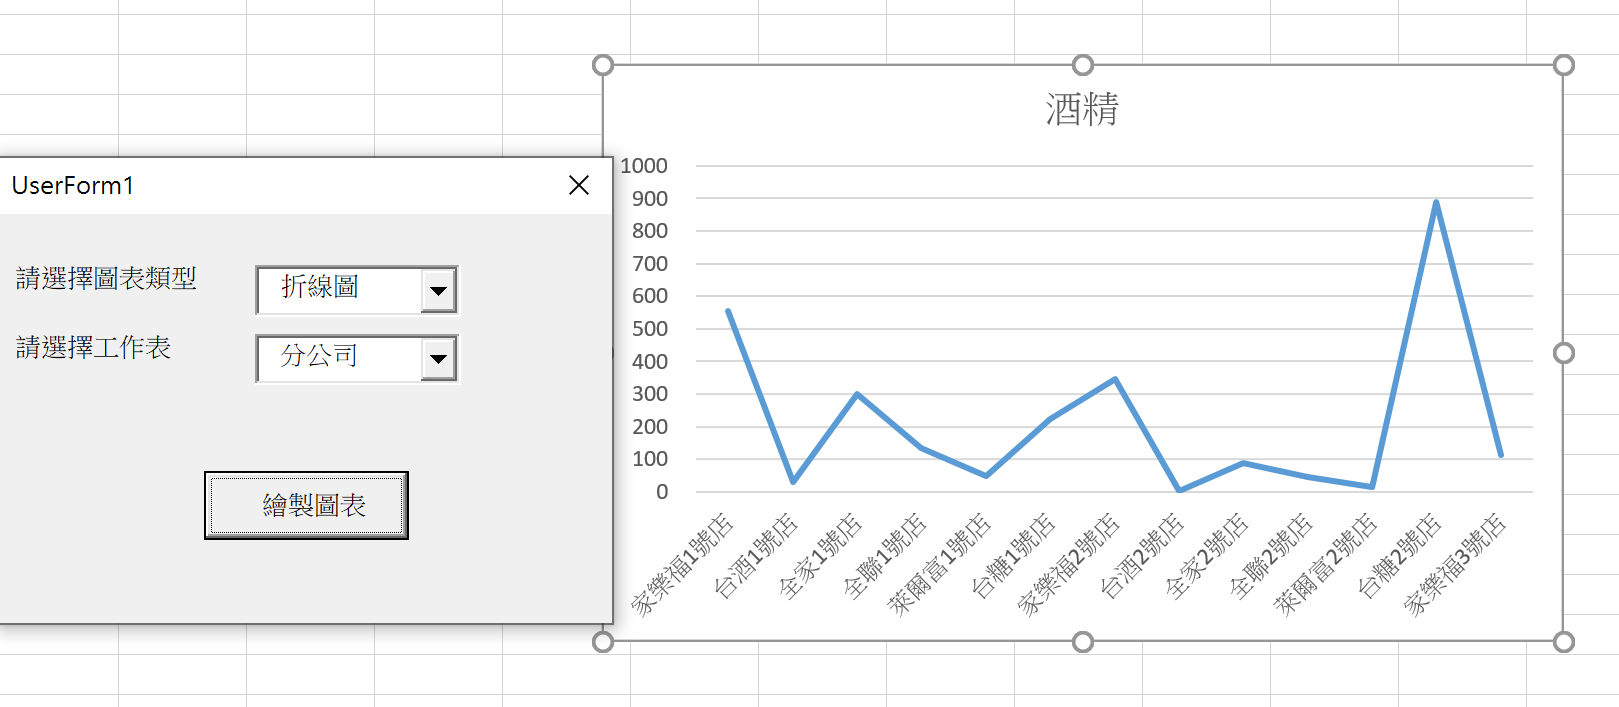 UserForm1
請選擇圖表類型
折線圖
請選擇工作表
分公司
繪製圖表
酒精
1000
900
800
700
600
500
400
300
200
100
0
家樂福1號店
台酒1號店
全家1號店
全聯1號店
萊爾富1號店
台糖1號店
家樂福2號店
台酒2號店
全家2號店
全聯2號店
萊爾富2號店
台糖2號店
家樂福3號店